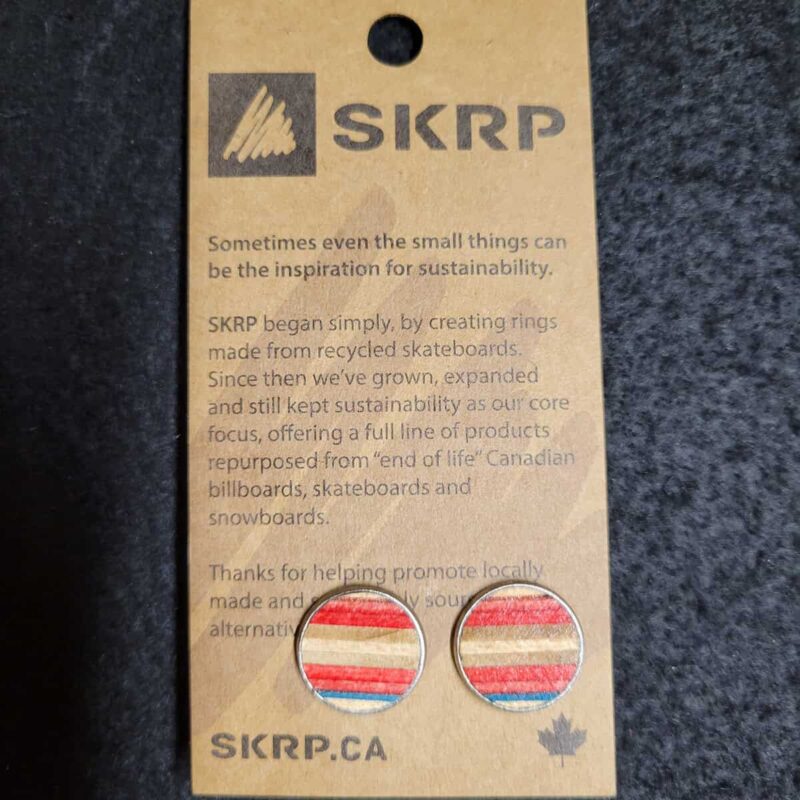 SKRP
Sometimes even the small things can
be the inspiration for sustainability.
SKRP began simply, by creating rings
made from recycled skateboards.
Since then we've grown, expanded
and still kept sustainability as our core
focus, offering a full line of products
repurposed from "end of life" Canadian
billboards, skateboards and
snowboards.
Thanks for helping promote locally
made and
SKRP.CA